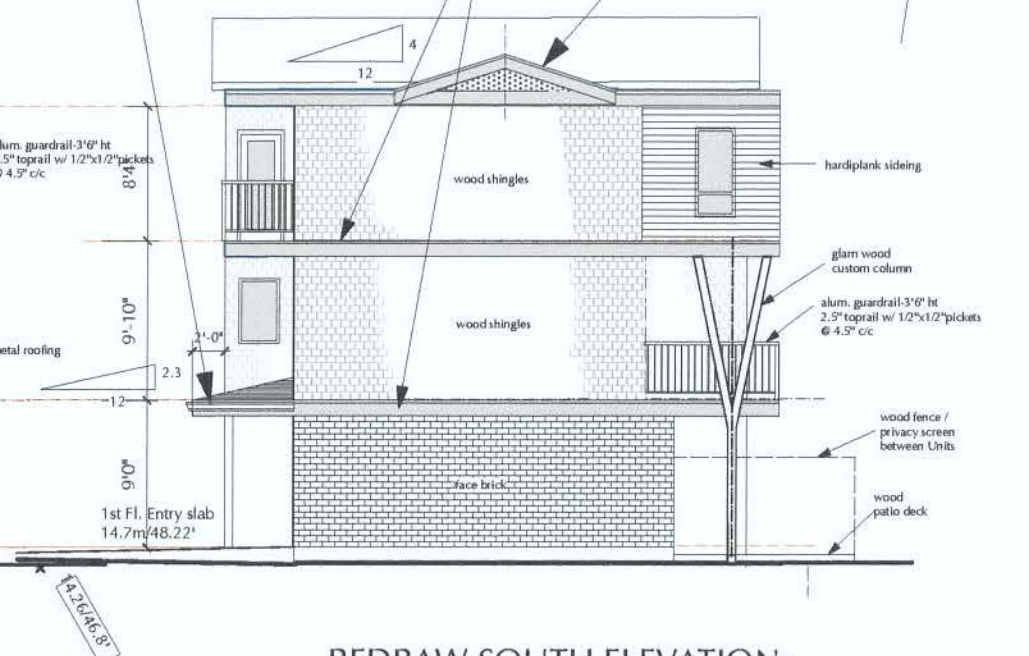 4
12
lum. guardrail-3'6" ht
.5" toprail w/ 1/2"x1/2"pickets
@ 4.5" c/c
8'4"
wood shingles
hardiplank sideing
glam wood
custom column
alum. guardrail-3'6" ht
2.5" toprail w/ 1/2"x1/2"pickets
@ 4.5" c/c
9'-10"
wood shingles
2'-0"
etal roofing
2.3
12
wood fence /
privacy screen
between Units
9'0"
face brick
wood
patio deck
1st Fl. Entry slab
14.7m/48.22'
14.26/46.8'
REDRAW SOUTH ELEVATION